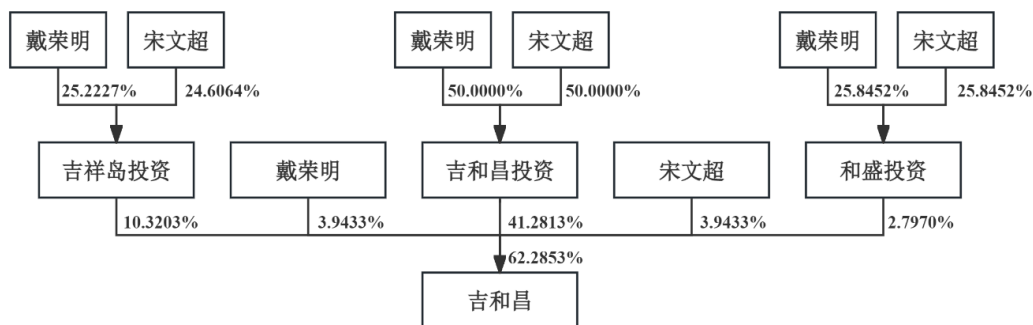 戴荣明 宋文超 戴荣明 宋文超 戴荣明 宋文超
25.2227% 24.6064% 50.0000% 50.0000% 25.8452% 25.8452%
吉祥岛投资 戴荣明 吉和昌投资 宋文超 和盛投资
10.3203% 3.9433% 41.2813% 3.9433% 2.7970%
62.2853%
吉和昌